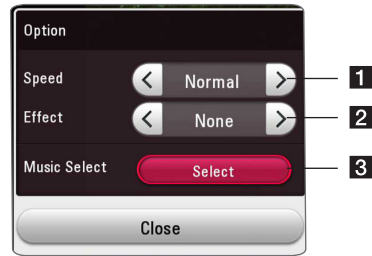 Option
Speed Normal 1
Effect None 2
Music Select Select 3
Close